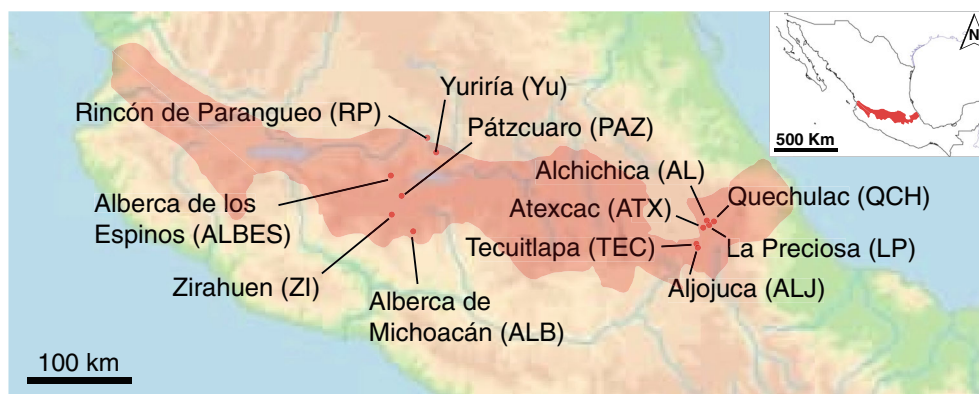 N
500 Km
Yuriría (Yu)
Rincón de Parangueo (RP)
Pátzcuaro (PAZ)
Alchichica (AL)
Quechulac (QCH)
Alberca de los
Espinos (ALBES)
Atexcac (ATX)
Tecuitlapa (TEC)
La Preciosa (LP)
Zirahuen (ZI)
Aljojuca (ALJ)
Alberca de
Michoacán (ALB)
100 km